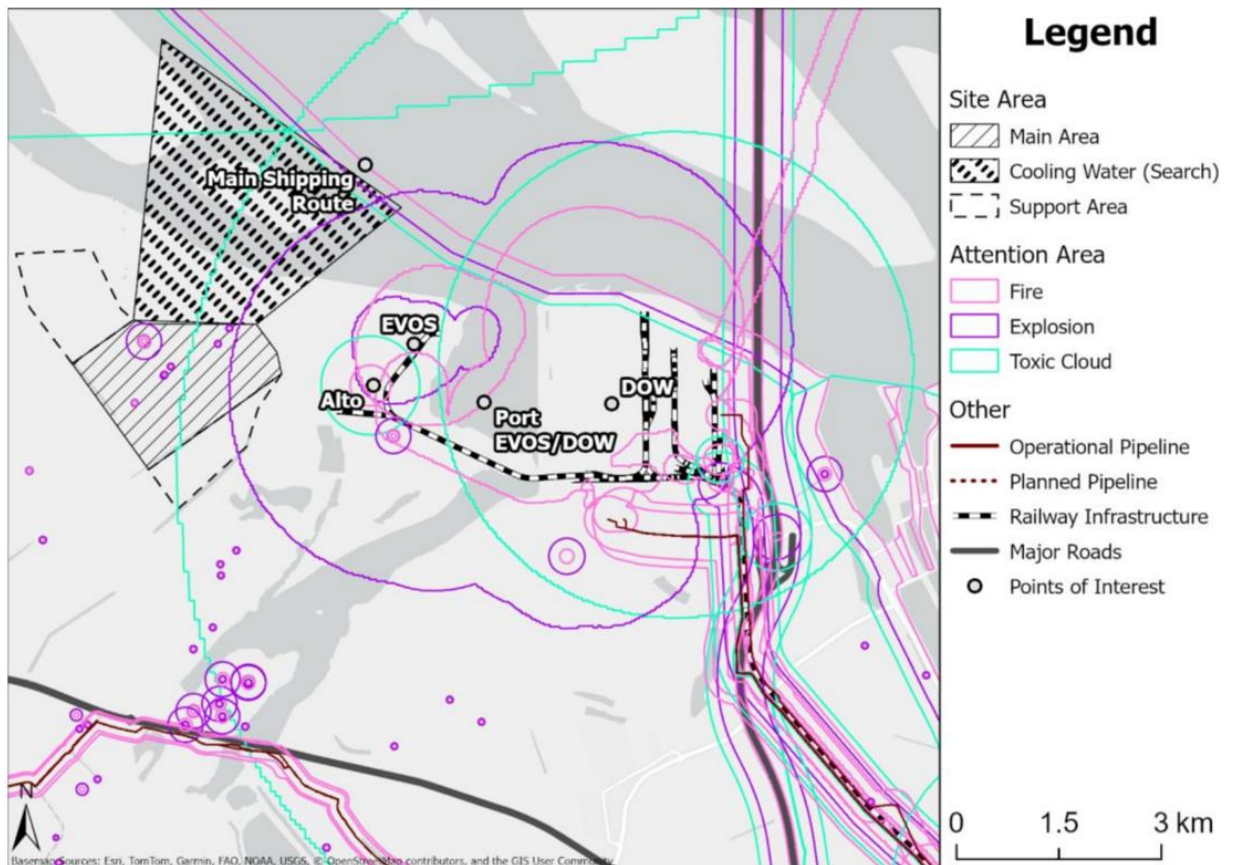 Main Shipping
Route
EVOS
Alto
Port
EVOS/DOW
DOW
N
Basemap Sources: Esri, TomTom, Garmin, FAO, NOAA, USGS, © OpenStreetMap contributors, and the GIS User Community
Legend
Site Area
Main Area
Cooling Water (Search)
Support Area
Attention Area
Fire
Explosion
Toxic Cloud
Other
Operational Pipeline
Planned Pipeline
Railway Infrastructure
Major Roads
Points of Interest
0 1.5 3 km